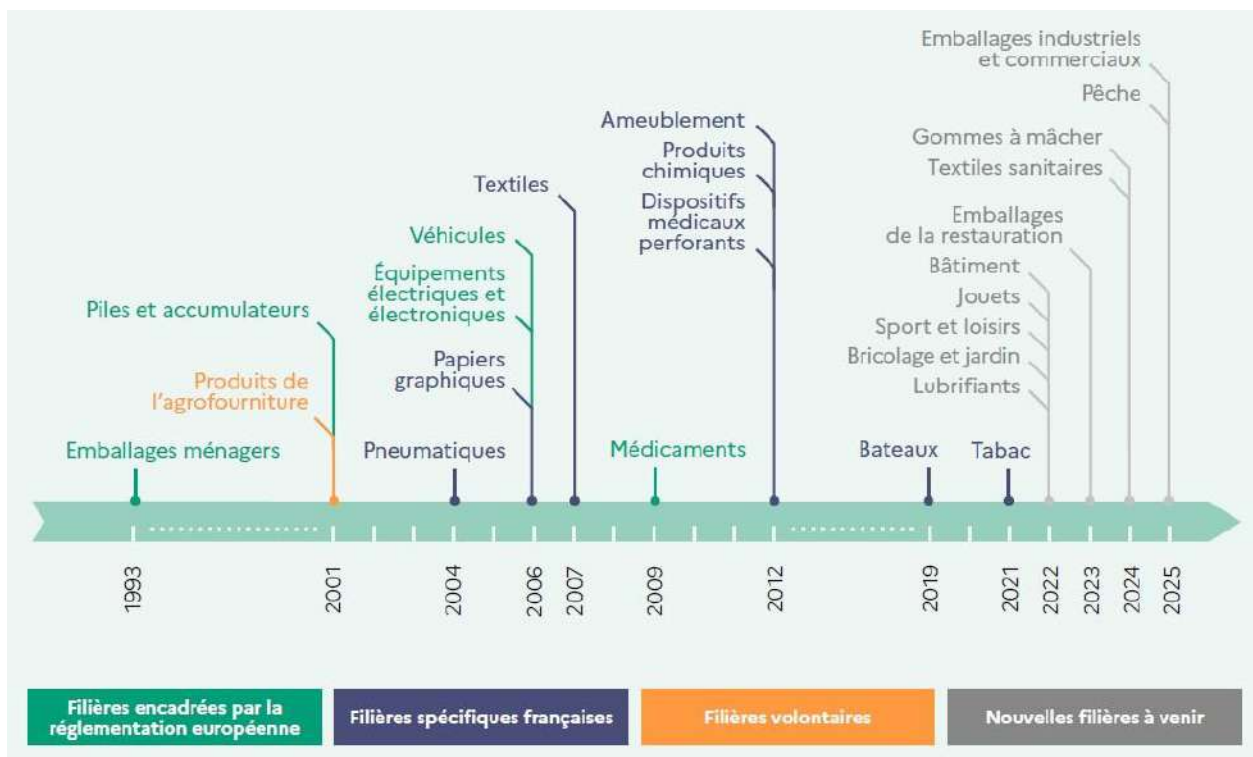 Emballages industriels
et commerciaux
Pêche
Ameublement
Gommes à mâcher
Produits
chimiques
Textiles sanitaires
Textiles
Dispositifs
médicaux
perforants
Emballages
de la restauration
Véhicules
Bâtiment
Équipements
électriques et
électroniques
Jouets
Piles et accumulateurs
Sport et loisirs
Papiers
graphiques
Bricolage et jardin
Produits de
l'agrofourniture
Lubrifiants
Emballages ménagers
Pneumatiques
Médicaments
Bateaux
Tabac
1993
2001
2004
2006
2007
2009
2012
2019
2021
2022
2023
2024
2025
Filières encadrées par la
réglementation européenne
Filières spécifiques françaises
Filières volontaires
Nouvelles filières à venir